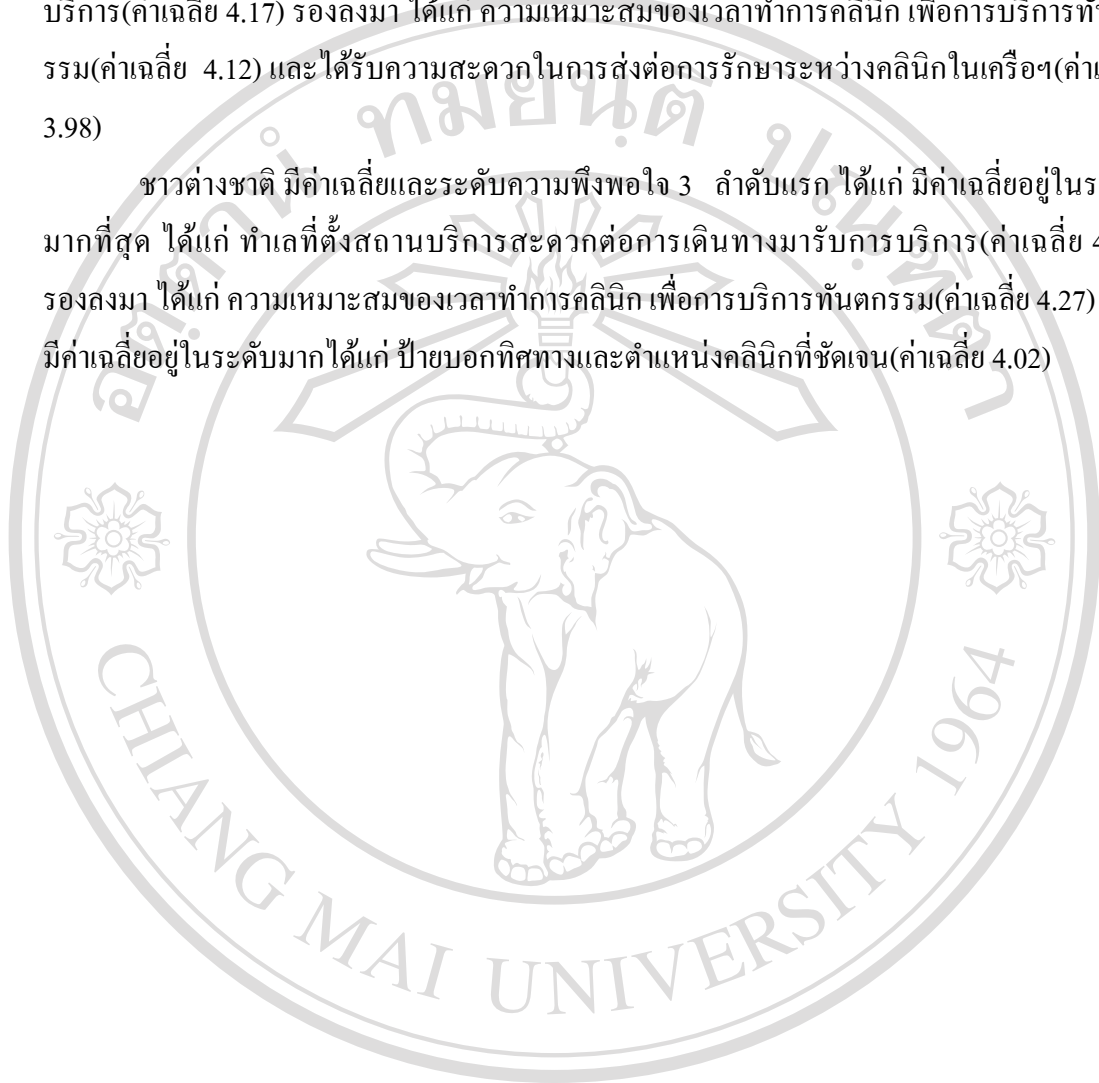 บริการ(ค่าเฉลี่ย 4.17) รองลงมา ได้แก่ ความเหมาะสมของเวลาทำการคลินิก เพื่อการบริการทัน
รรม(ค่าเฉลี่ย 4.12) และได้รับความสะดวกในการส่งต่อการรักษาระหว่างคลินิกในเครือฯ(ค่า
3.98)
ชาวต่างชาติ มีค่าเฉลี่ยและระดับความพึงพอใจ 3 ลำดับแรก ได้แก่ มีค่าเฉลี่ยอยู่ในร
มากที่สุด ได้แก่ ทำเลที่ตั้งสถานบริการสะดวกต่อการเดินทางมารับการบริการ(ค่าเฉลี่ย 4
รองลงมา ได้แก่ ความเหมาะสมของเวลาทำการคลินิก เพื่อการบริการทันตกรรม(ค่าเฉลี่ย 4.27)
มีค่าเฉลี่ยอยู่ในระดับมากได้แก่ ป้ายบอกทิศทางและตำแหน่งคลินิกที่ชัดเจน(ค่าเฉลี่ย 4.02)
อตฺตานํ ทมยนฺติ ปณฺฑิตา
CHIANG MAI UNIVERSITY 1964